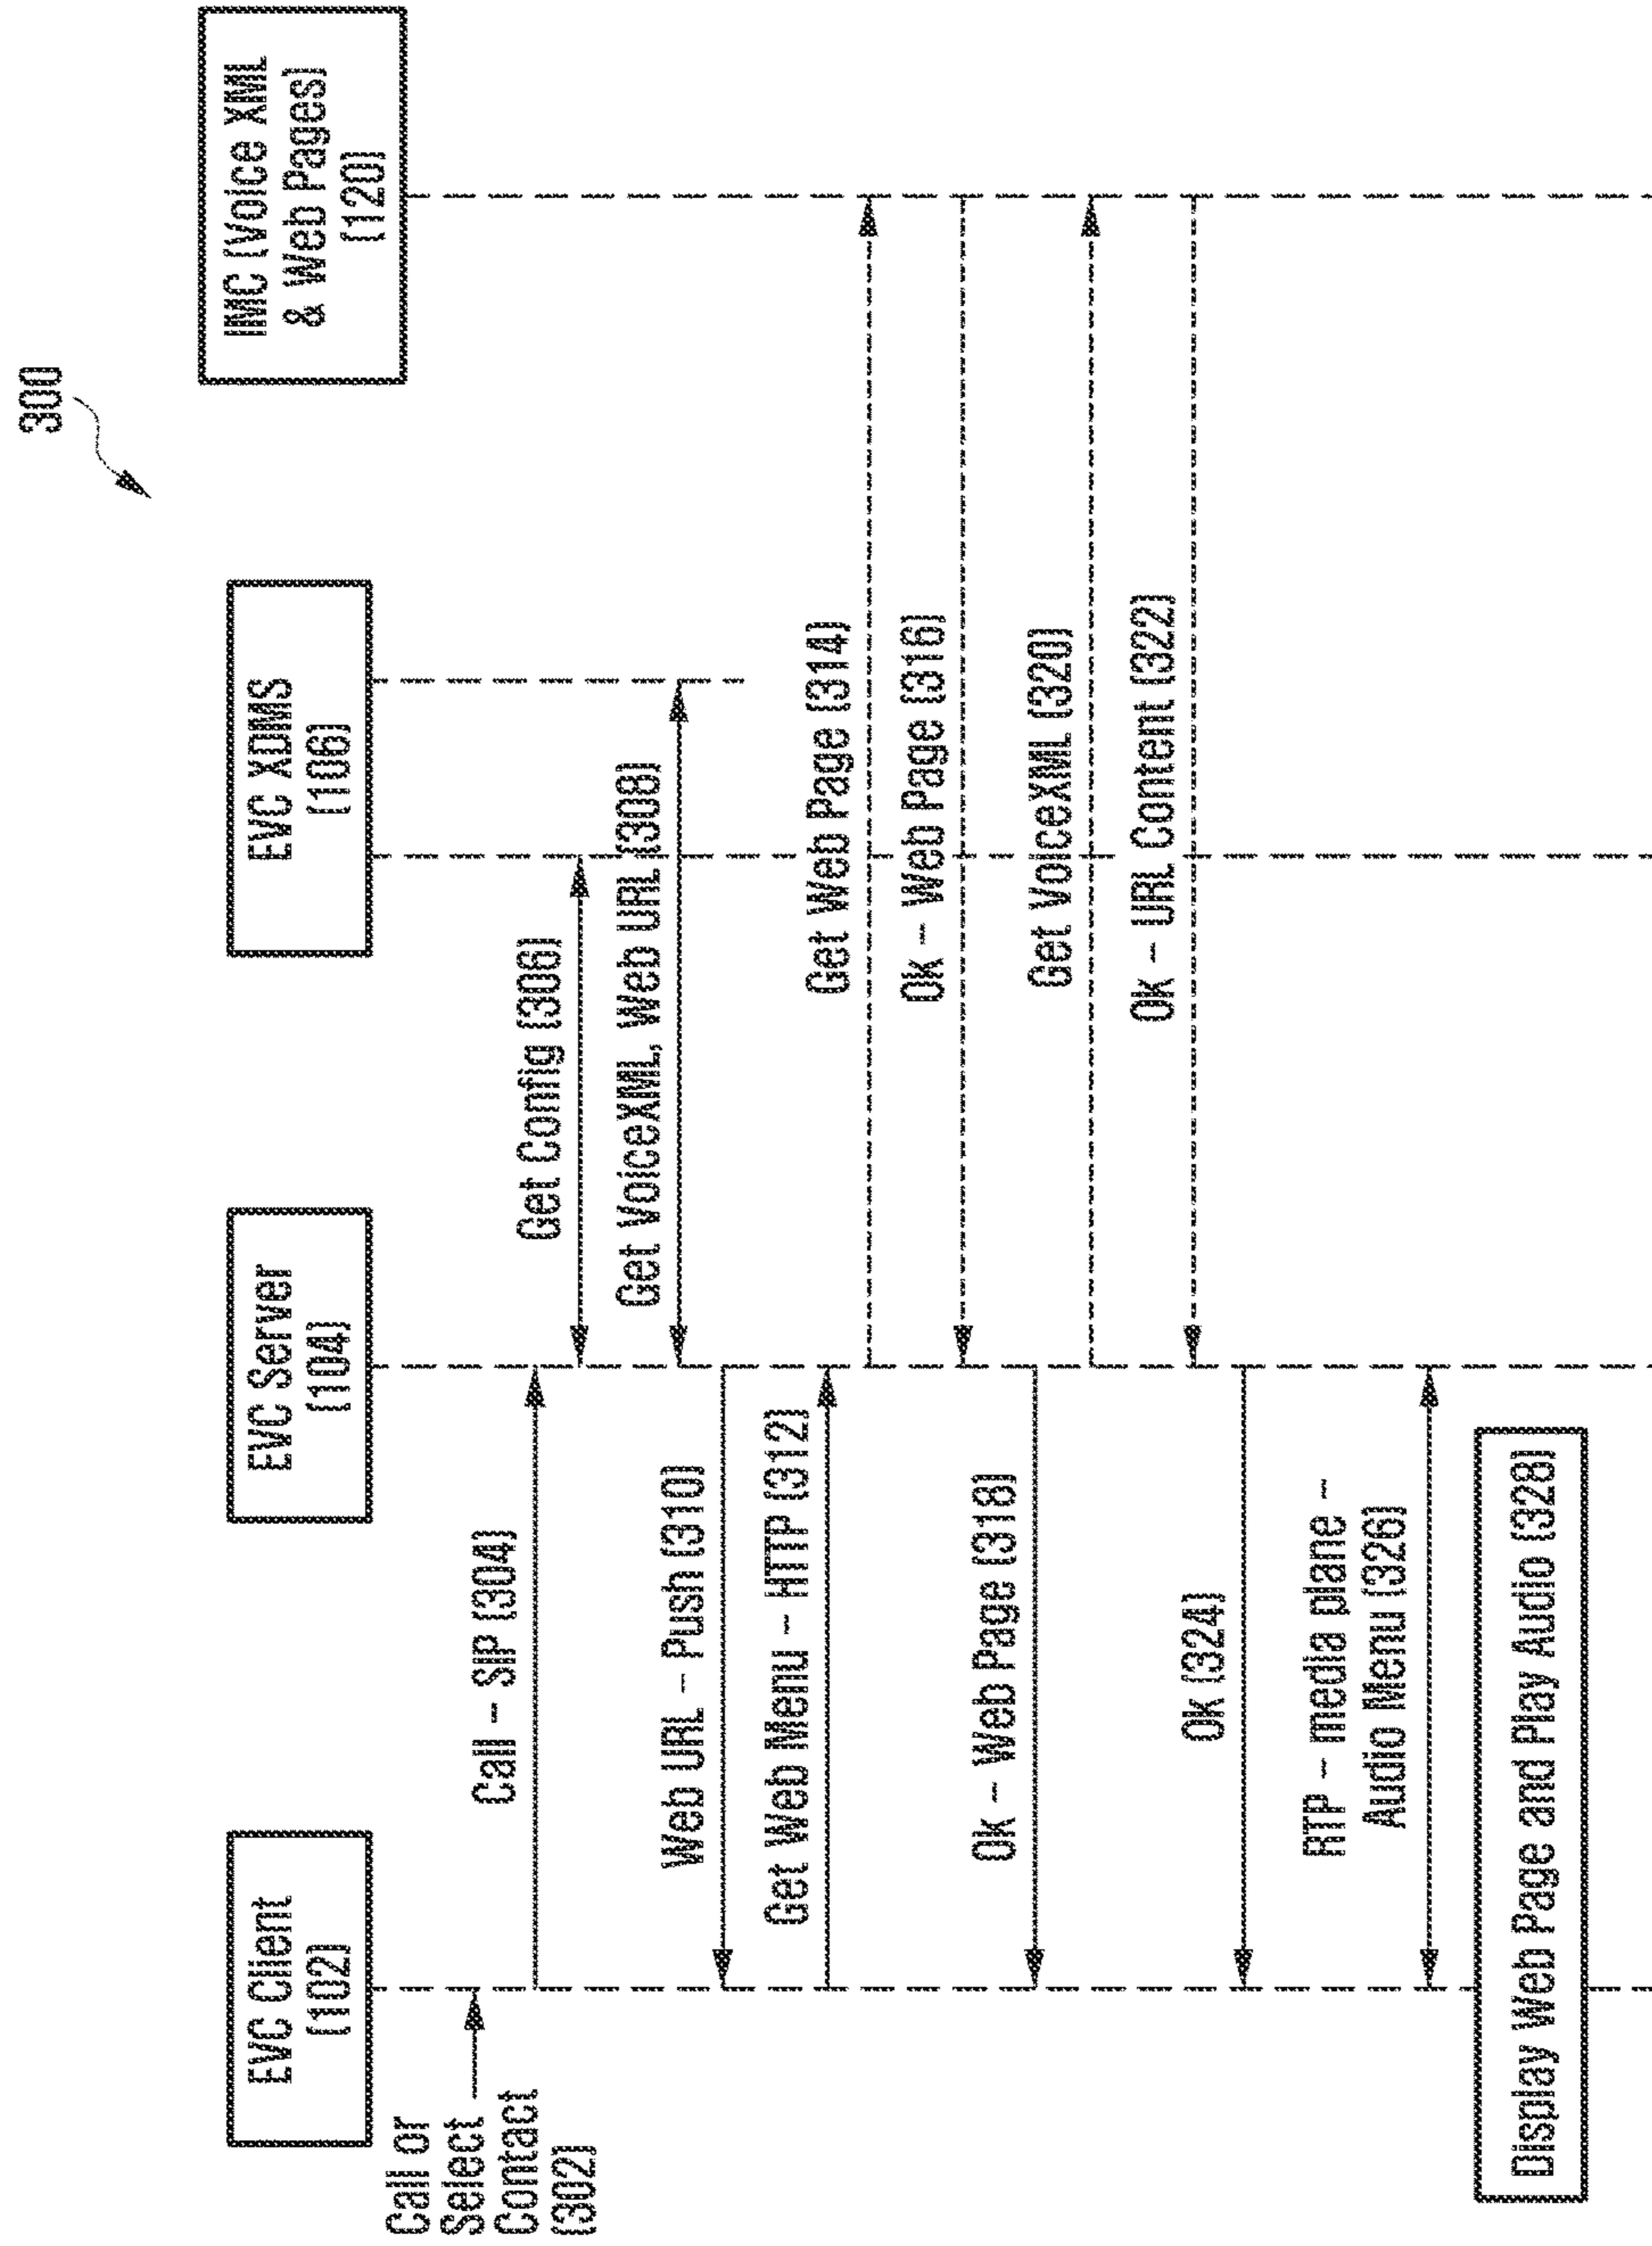 300
EVC Client
(102)
EVC Server
(104)
EVC XDMS
(106)
IMC (Voice XML
& Web Pages)
(120)
Call or
Select
Contact
(302)
Call – SIP (304)
Get Config (306)
Get VoiceXML, Web URL (308)
Web URL – Push (310)
Get Web Menu – HTTP (312)
Get Web Page (314)
Ok – Web Page (316)
Ok – Web Page (318)
Get VoiceXML (320)
Ok – URL Content (322)
Ok (324)
RTP – media plane –
Audio Menu (326)
Display Web Page and Play Audio (328)